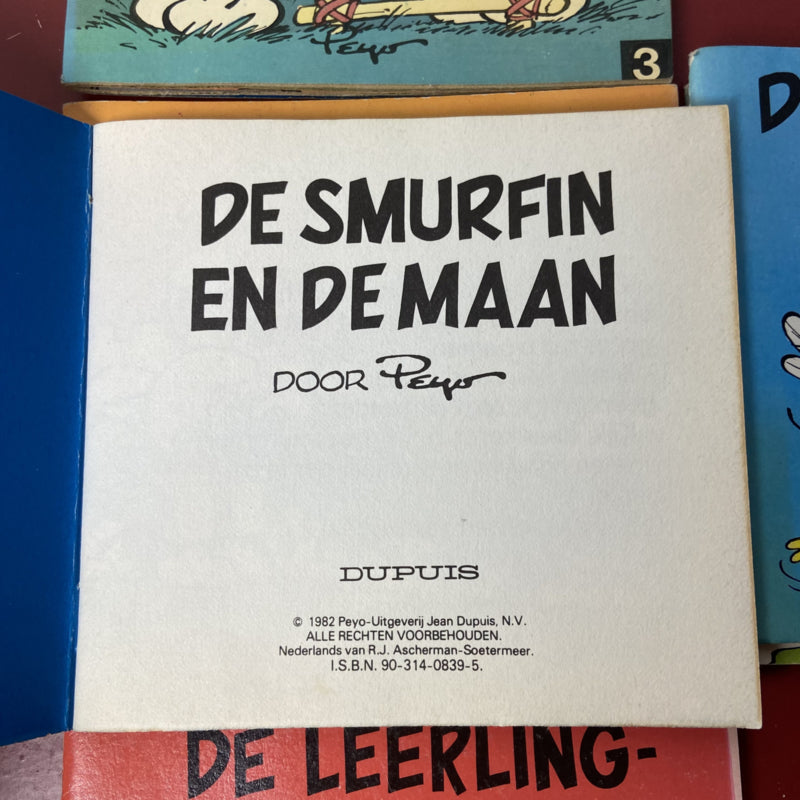 Peyo
3
D
DE SMURFIN
EN DE MAAN
DOOR Peyo
DUPUIS
© 1982 Peyo-Uitgeverij Jean Dupuis, N.V.
ALLE RECHTEN VOORBEHOUDEN.
Nederlands van R.J. Ascherman-Soetermeer.
I.S.B.N. 90-314-0839-5.
DE LEERLING-